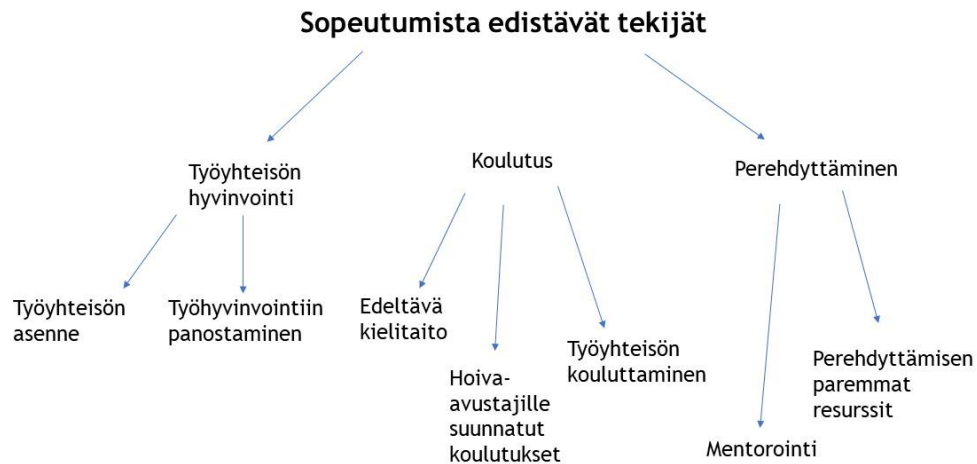 Sopeutumista edistävät tekijät
Työyhteisön
hyvinvointi
Koulutus
Perehdyttäminen
Työyhteisön
asenne
Työhyvinvointiin
panostaminen
Edeltävä
kielitaito
Hoiva-
avustajille
suunnatut
koulutukset
Työyhteisön
kouluttaminen
Mentorointi
Perehdyttämisen
paremmat
resurssit